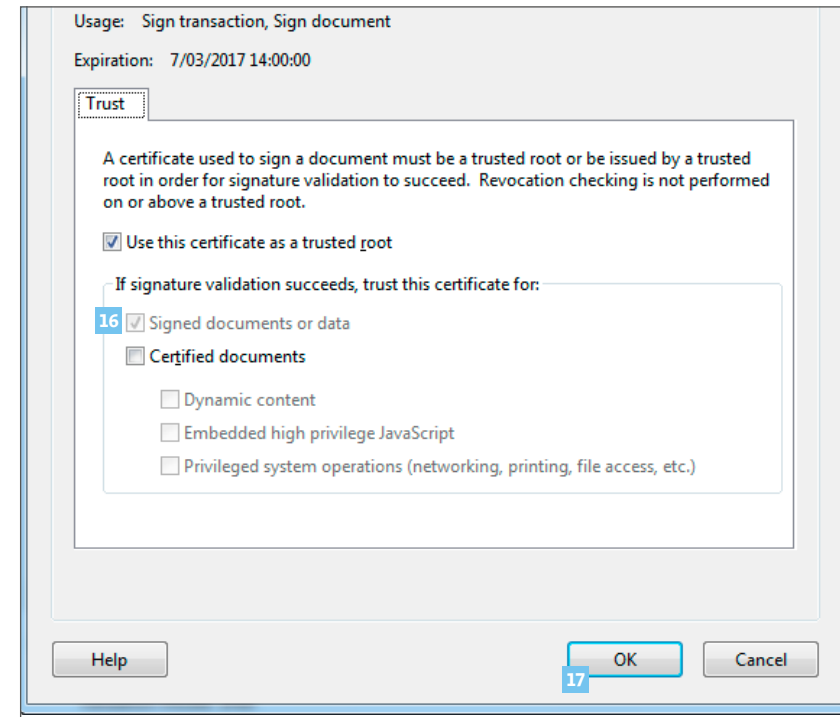 Usage: Sign transaction, Sign document
Expiration: 7/03/2017 14:00:00
Trust
A certificate used to sign a document must be a trusted root or be issued by a trusted
root in order for signature validation to succeed. Revocation checking is not performed
on or above a trusted root.
Use this certificate as a trusted root
If signature validation succeeds, trust this certificate for:
16 Signed documents or data
Certified documents
Dynamic content
Embedded high privilege JavaScript
Privileged system operations (networking, printing, file access, etc.)
Help OK Cancel
17